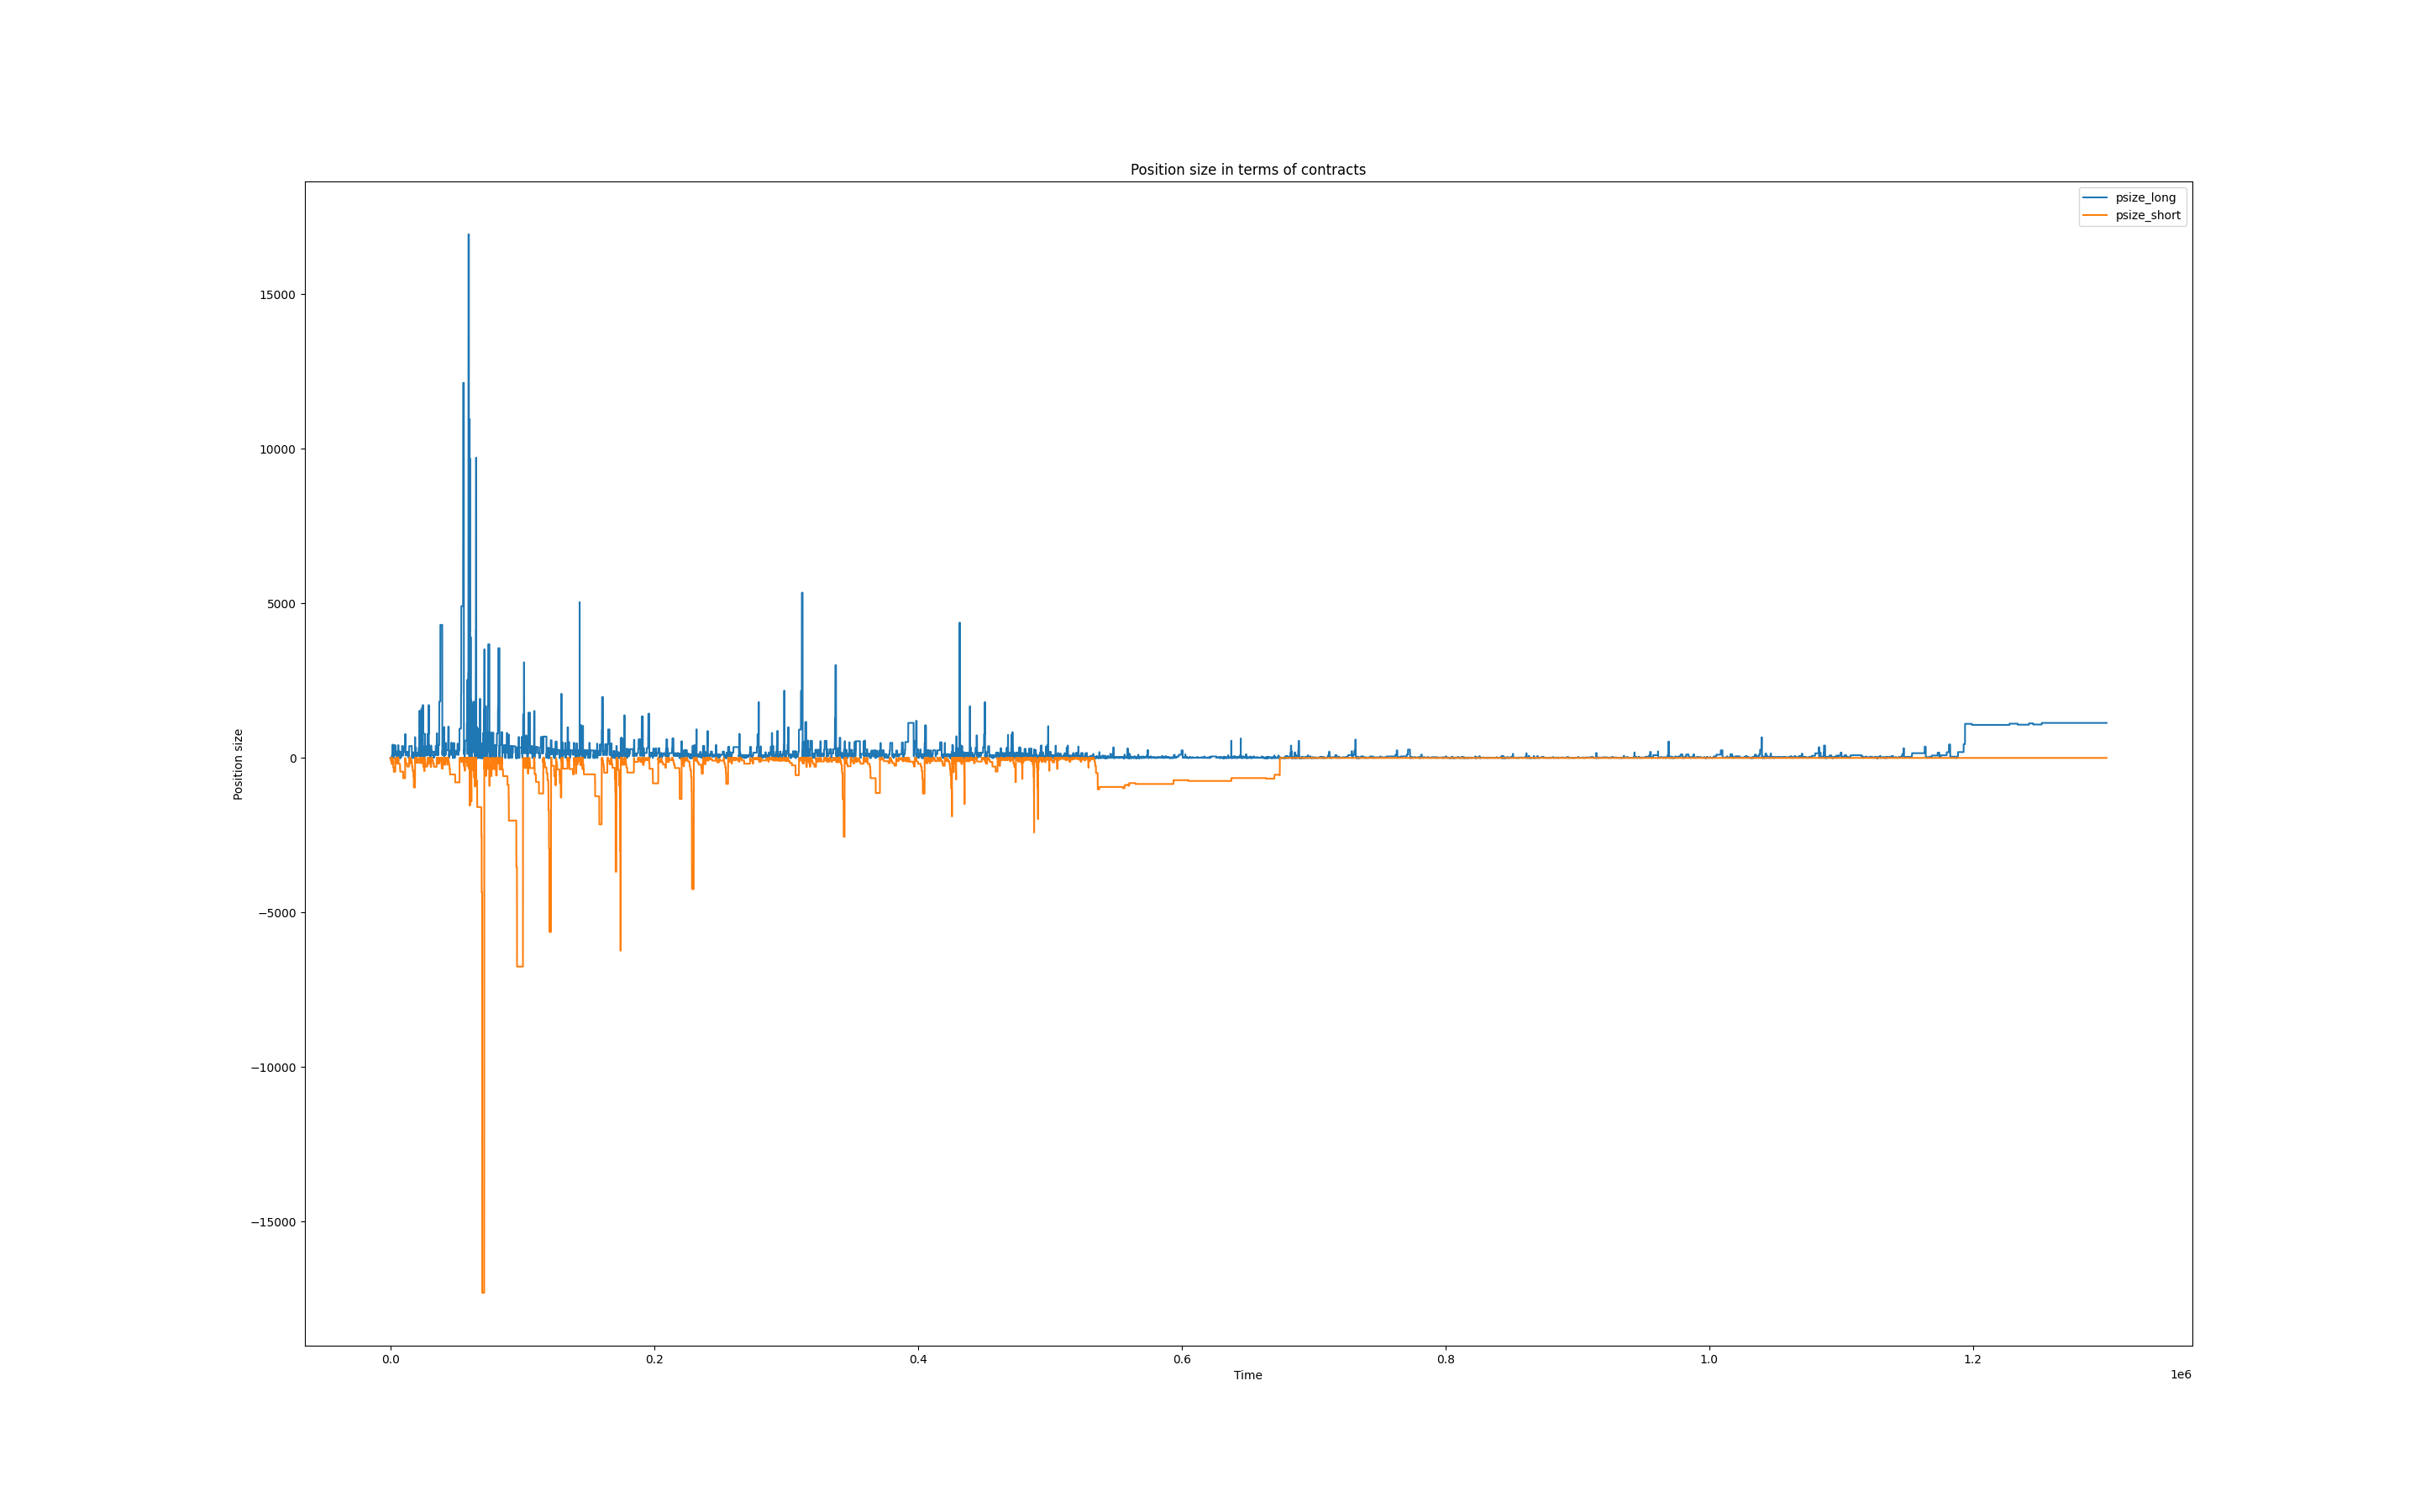 Position size in terms of contracts
psize_long
psize_short
15000
10000
5000
0
−5000
−10000
−15000
Position size
0.0
0.2
0.4
0.6
0.8
1.0
1.2
Time
1e6